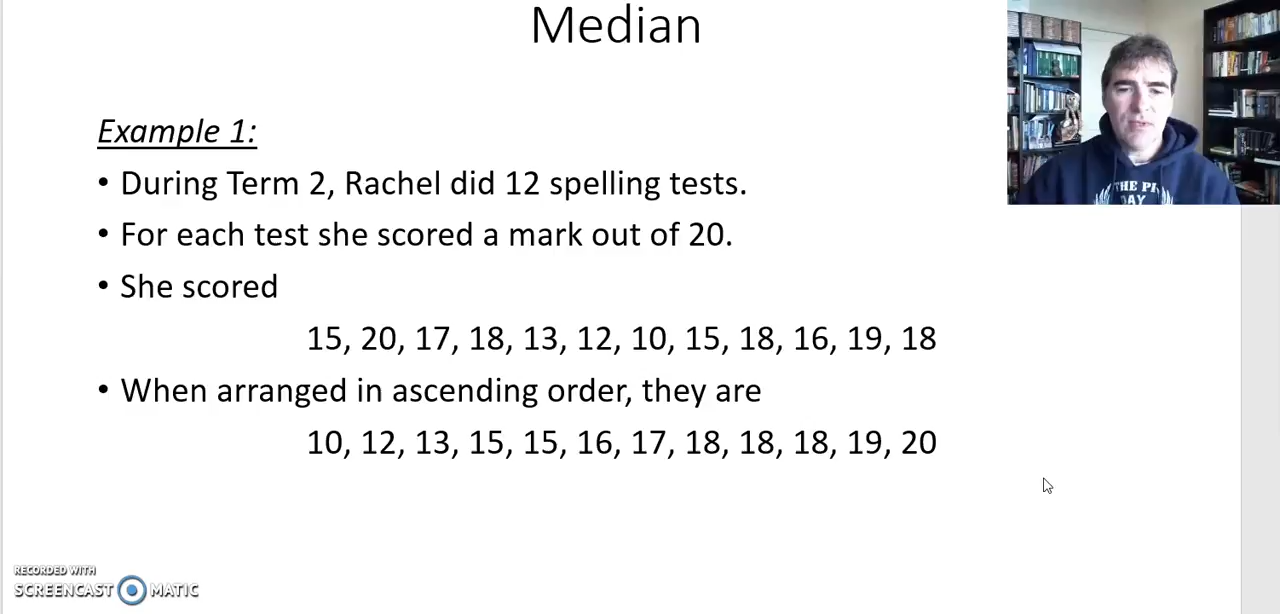 Median
Example 1:
• During Term 2, Rachel did 12 spelling tests.
• For each test she scored a mark out of 20.
• She scored
15, 20, 17, 18, 13, 12, 10, 15, 18, 16, 19, 18
• When arranged in ascending order, they are
10, 12, 13, 15, 15, 16, 17, 18, 18, 18, 19, 20
THE PI
DAY
RECORDED WITH
SCREENCAST MATIC